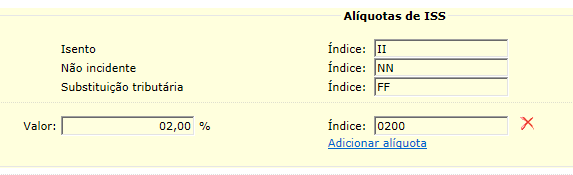 Alíquotas de ISS
Isento Índice: II
Não incidente Índice: NN
Substituição tributária Índice: FF
Valor: 02,00 % Índice: 0200
Adicionar alíquota